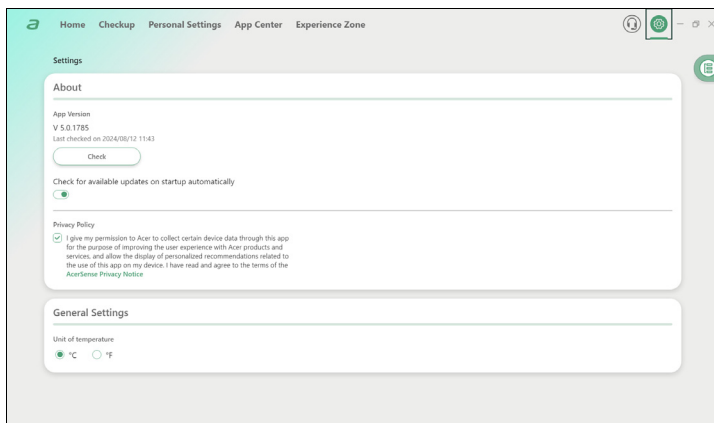 Home Checkup Personal Settings App Center Experience Zone
Settings
About
App Version
V 5.0.1785
Last checked on 2024/08/12 11:43
Check
Check for available updates on startup automatically
Privacy Policy
I give my permission to Acer to collect certain device data through this app
for the purpose of improving the user experience with Acer products and
services, and allow the display of personalized recommendations related to
the use of this app on my device. I have read and agree to the terms of the
AcerSense Privacy Notice
General Settings
Unit of temperature
°C °F